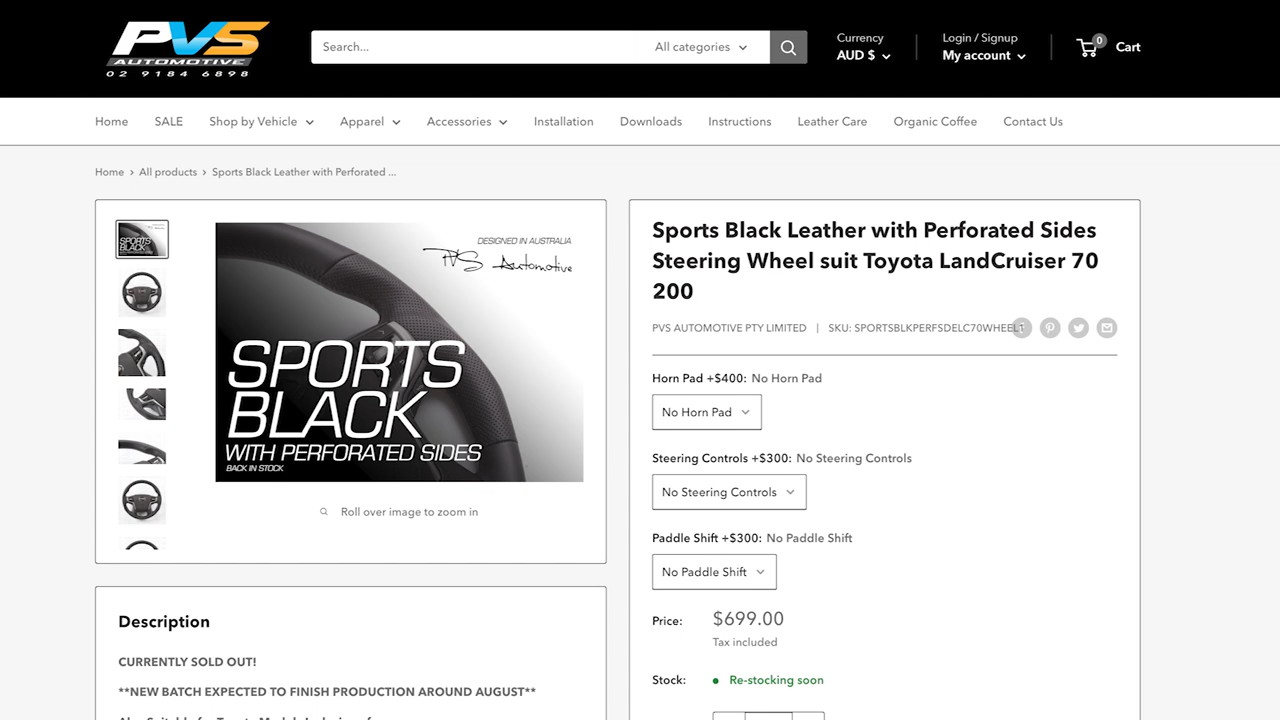 PVS
AUTOMOTIVE
02 9184 6898
Search...
All categories
Currency
AUD $
Login / Signup
My account
0
Cart
Home
SALE
Shop by Vehicle
Apparel
Accessories
Installation
Downloads
Instructions
Leather Care
Organic Coffee
Contact Us
Home > All products > Sports Black Leather with Perforated ...
SPORTS
BLACK
DESIGNED IN AUSTRALIA
PVS Automotive
SPORTS
BLACK
WITH PERFORATED SIDES
BACK IN STOCK
Roll over image to zoom in
Description
CURRENTLY SOLD OUT!
**NEW BATCH EXPECTED TO FINISH PRODUCTION AROUND AUGUST**
Sports Black Leather with Perforated Sides
Steering Wheel suit Toyota LandCruiser 70
200
PVS AUTOMOTIVE PTY LIMITED | SKU: SPORTSBLKPERFSDELC70WHEEL1
Horn Pad +$400: No Horn Pad
No Horn Pad
Steering Controls +$300: No Steering Controls
No Steering Controls
Paddle Shift +$300: No Paddle Shift
No Paddle Shift
Price: $699.00
Tax included
Stock: Re-stocking soon